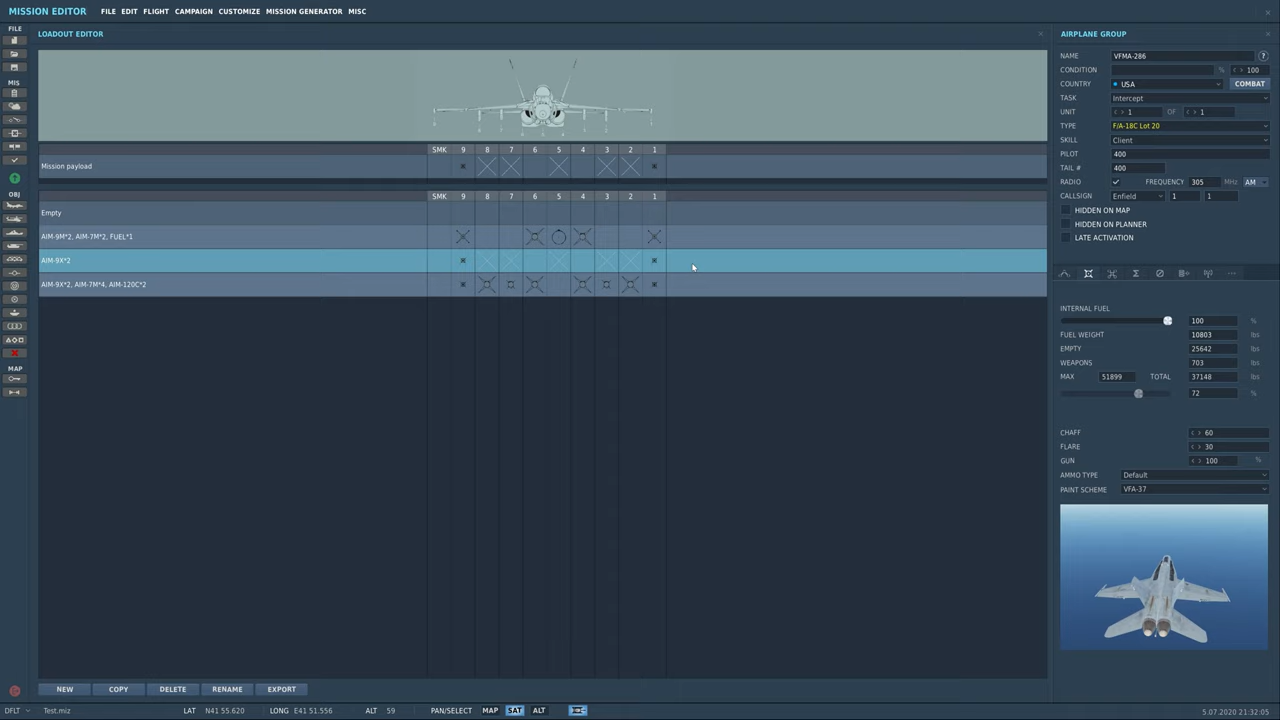 MISSION EDITOR FILE EDIT FLIGHT CAMPAIGN CUSTOMIZE MISSION GENERATOR MISC
FILE
MIS
OBJ
MAP
LOADOUT EDITOR
SMK 9 8 7 6 5 4 3 2 1
Mission payload
SMK 9 8 7 6 5 4 3 2 1
Empty
AIM-9M*2, AIM-7M*2, FUEL*1
AIM-9X*2
AIM-9X*2, AIM-7M*4, AIM-120C*2
NEW COPY DELETE RENAME EXPORT
AIRPLANE GROUP
NAME VFMA-286 ?
CONDITION % < > 100
COUNTRY USA COMBAT
TASK Intercept
UNIT < > 1 OF < > 1
TYPE F/A-18C Lot 20
SKILL Client
PILOT 400
TAIL # 400
RADIO FREQUENCY 305 MHz AM
CALLSIGN Enfield 1 1
HIDDEN ON MAP
HIDDEN ON PLANNER
LATE ACTIVATION
INTERNAL FUEL
100 %
FUEL WEIGHT 10803 lbs
EMPTY 25642 lbs
WEAPONS 703 lbs
MAX 51899 TOTAL 37148 lbs
72 %
CHAFF < > 60
FLARE < > 30
GUN < > 100 %
AMMO TYPE Default
PAINT SCHEME VFA-37
DFLT Test.miz LAT N41 55.620 LONG E41 51.556 ALT 59 PAN/SELECT MAP SAT ALT 5.07.2020 21:32:05